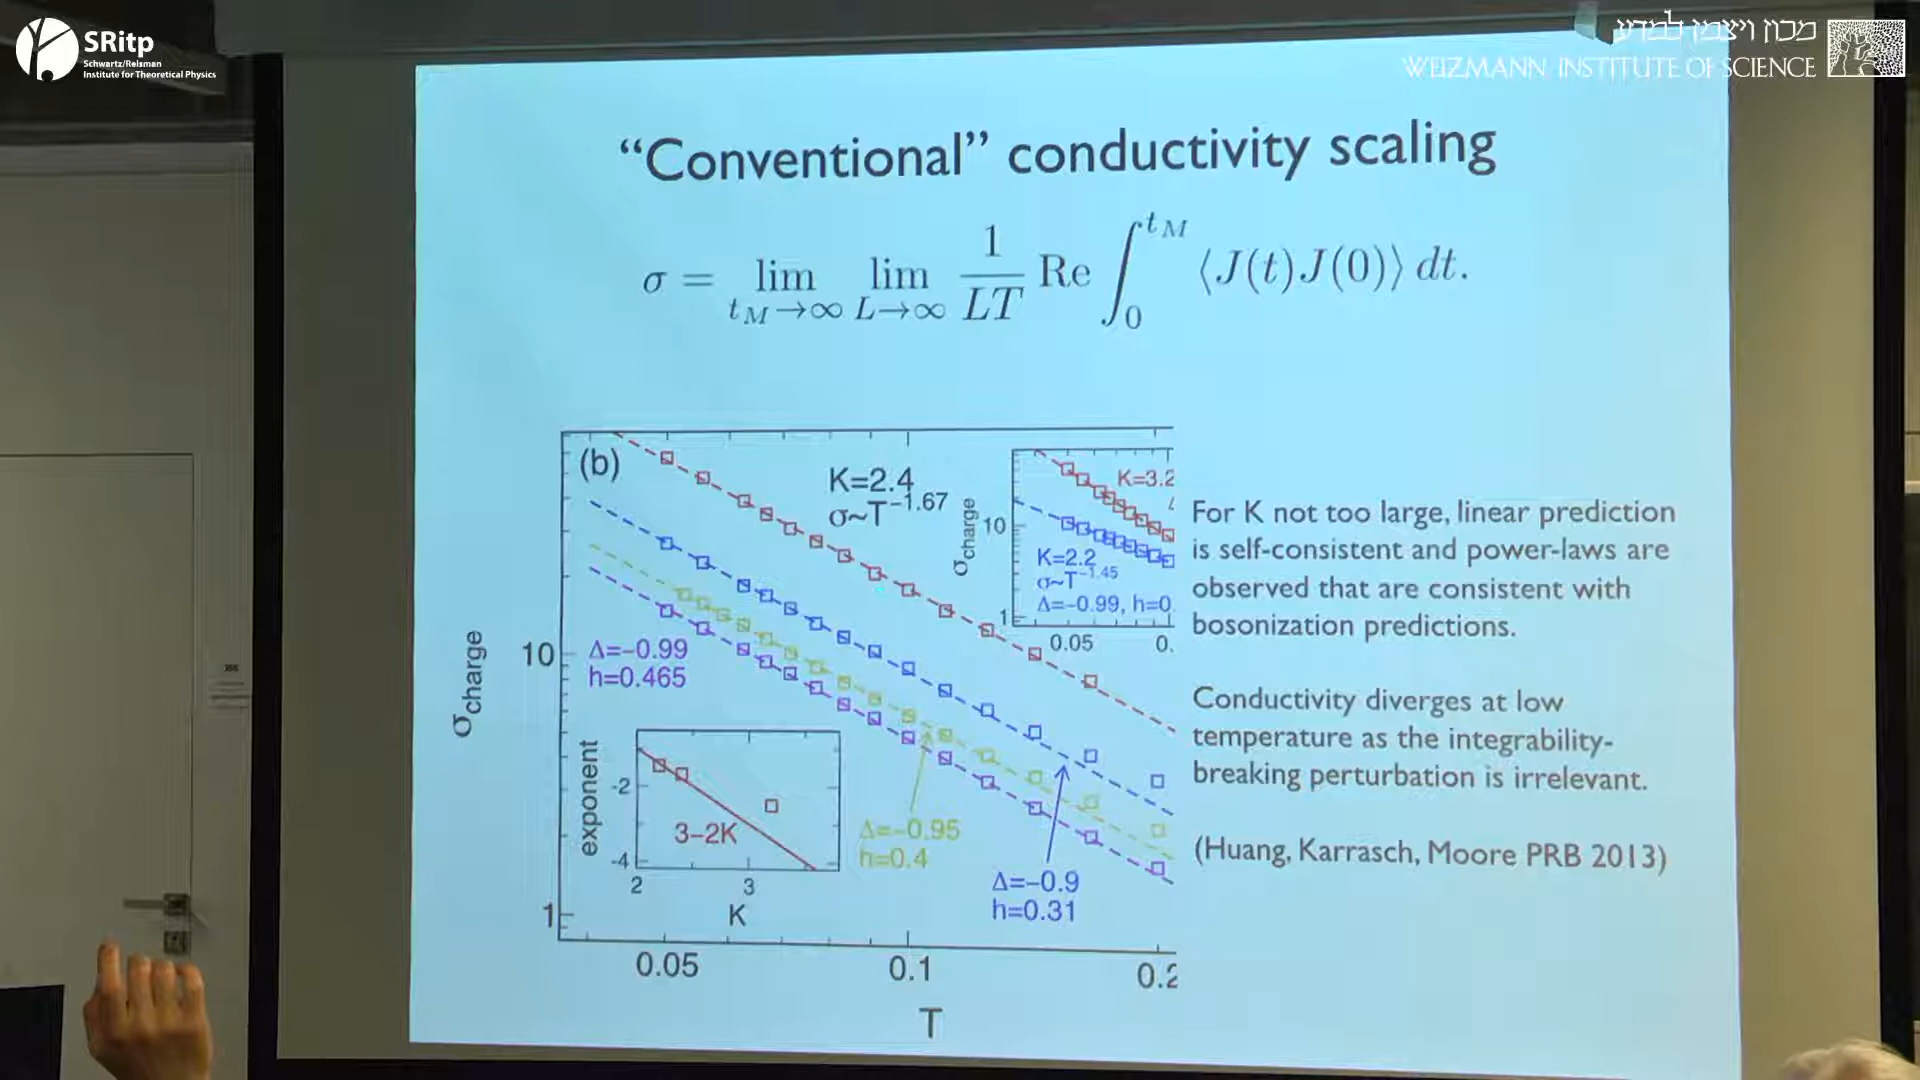 SRitp
Schwartz/Reisman
Institute for Theoretical Physics
מכון ויצמן למדע
WEIZMANN INSTITUTE OF SCIENCE
“Conventional” conductivity scaling
σ = lim t_M→∞ lim L→∞ 1/LT Re ∫_0^{t_M} ⟨J(t)J(0)⟩ dt.
(b)
K=2.4
σ~T^-1.67
σcharge
10
1
K=3.2
K=2.2
σ~T^-1.45
Δ=-0.99, h=0.
0.05
0.
σcharge
10
1
Δ=-0.99
h=0.465
exponent
-2
-4
3-2K
2
3
K
Δ=-0.95
h=0.4
Δ=-0.9
h=0.31
0.05
0.1
0.2
T
For K not too large, linear prediction
is self-consistent and power-laws are
observed that are consistent with
bosonization predictions.
Conductivity diverges at low
temperature as the integrability-
breaking perturbation is irrelevant.
(Huang, Karrasch, Moore PRB 2013)